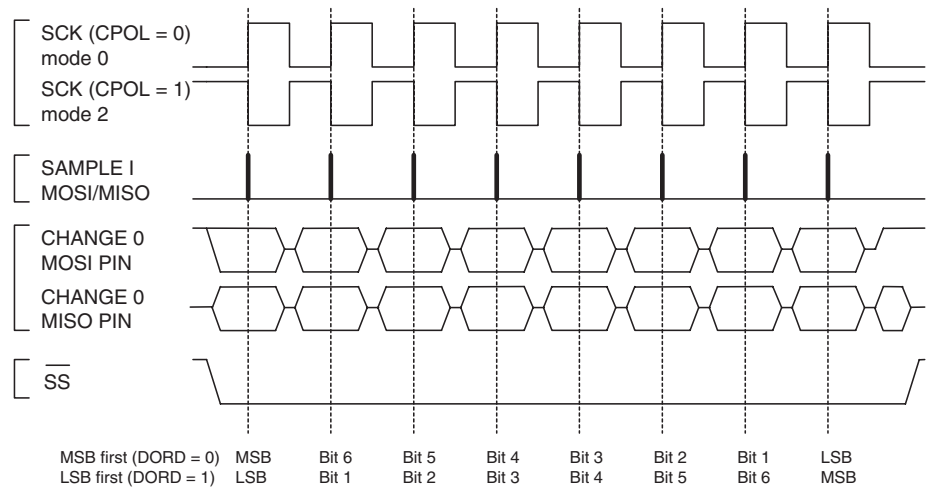 SCK (CPOL = 0)
mode 0
SCK (CPOL = 1)
mode 2
SAMPLE I
MOSI/MISO
CHANGE 0
MOSI PIN
CHANGE 0
MISO PIN
SS
MSB first (DORD = 0) MSB Bit 6 Bit 5 Bit 4 Bit 3 Bit 2 Bit 1 LSB
LSB first (DORD = 1) LSB Bit 1 Bit 2 Bit 3 Bit 4 Bit 5 Bit 6 MSB